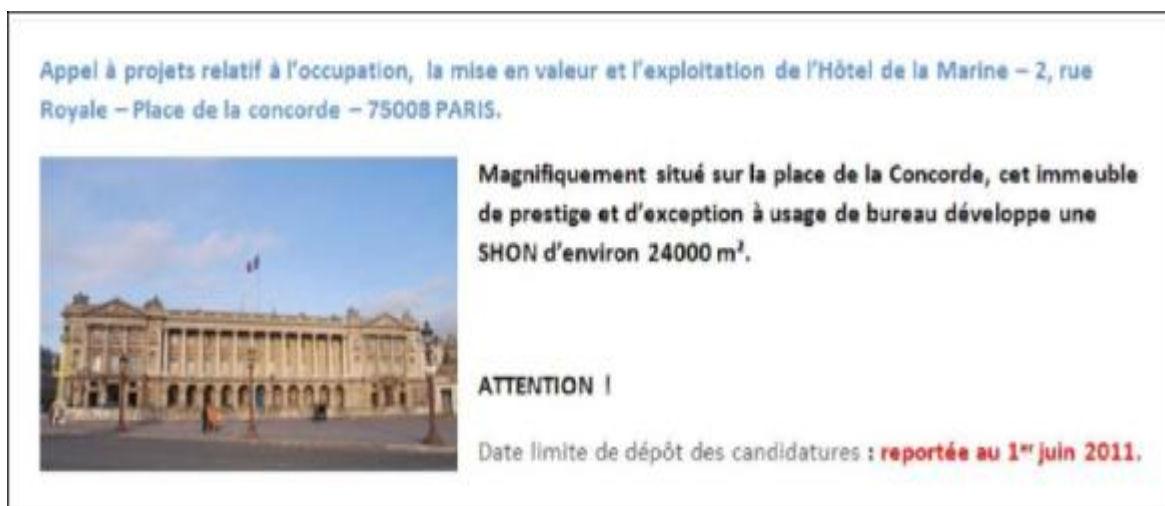 Appel à projets relatif à l'occupation, la mise en valeur et l'exploitation de l'Hôtel de la Marine – 2, rue
Royale – Place de la concorde – 75008 PARIS.
Magnifiquement situé sur la place de la Concorde, cet immeuble
de prestige et d'exception à usage de bureau développe une
SHON d'environ 24000 m².
ATTENTION !
Date limite de dépôt des candidatures : reportée au 1er juin 2011.